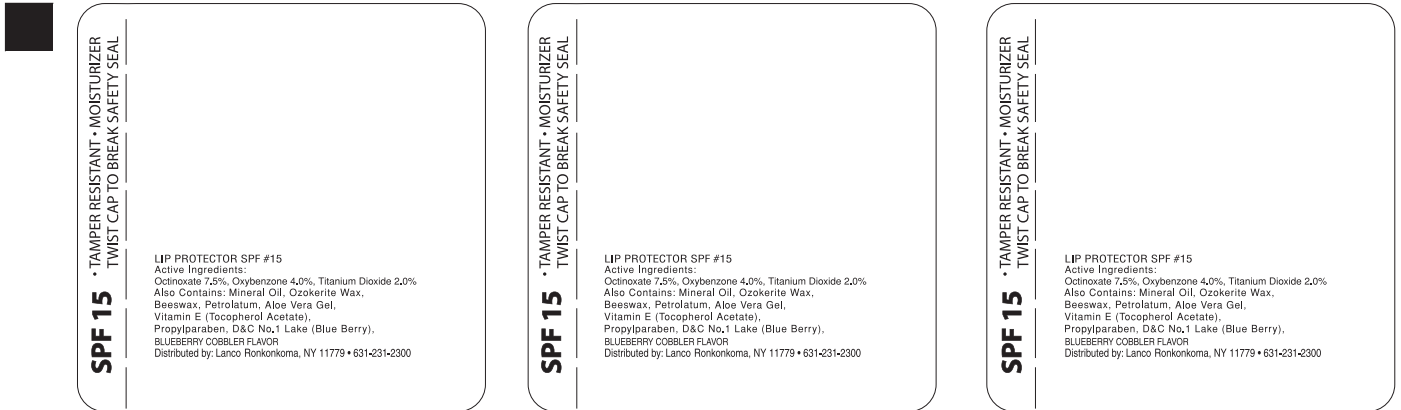 SPF 15 • TAMPER RESISTANT • MOISTURIZER
TWIST CAP TO BREAK SAFETY SEAL
LIP PROTECTOR SPF #15
Active Ingredients:
Octinoxate 7.5%, Oxybenzone 4.0%, Titanium Dioxide 2.0%
Also Contains: Mineral Oil, Ozokerite Wax,
Beeswax, Petrolatum, Aloe Vera Gel,
Vitamin E (Tocopherol Acetate),
Propylparaben, D&C No.1 Lake (Blue Berry),
BLUEBERRY COBBLER FLAVOR
Distributed by: Lanco Ronkonkoma, NY 11779 • 631-231-2300
SPF 15 • TAMPER RESISTANT • MOISTURIZER
TWIST CAP TO BREAK SAFETY SEAL
LIP PROTECTOR SPF #15
Active Ingredients:
Octinoxate 7.5%, Oxybenzone 4.0%, Titanium Dioxide 2.0%
Also Contains: Mineral Oil, Ozokerite Wax,
Beeswax, Petrolatum, Aloe Vera Gel,
Vitamin E (Tocopherol Acetate),
Propylparaben, D&C No.1 Lake (Blue Berry),
BLUEBERRY COBBLER FLAVOR
Distributed by: Lanco Ronkonkoma, NY 11779 • 631-231-2300
SPF 15 • TAMPER RESISTANT • MOISTURIZER
TWIST CAP TO BREAK SAFETY SEAL
LIP PROTECTOR SPF #15
Active Ingredients:
Octinoxate 7.5%, Oxybenzone 4.0%, Titanium Dioxide 2.0%
Also Contains: Mineral Oil, Ozokerite Wax,
Beeswax, Petrolatum, Aloe Vera Gel,
Vitamin E (Tocopherol Acetate),
Propylparaben, D&C No.1 Lake (Blue Berry),
BLUEBERRY COBBLER FLAVOR
Distributed by: Lanco Ronkonkoma, NY 11779 • 631-231-2300